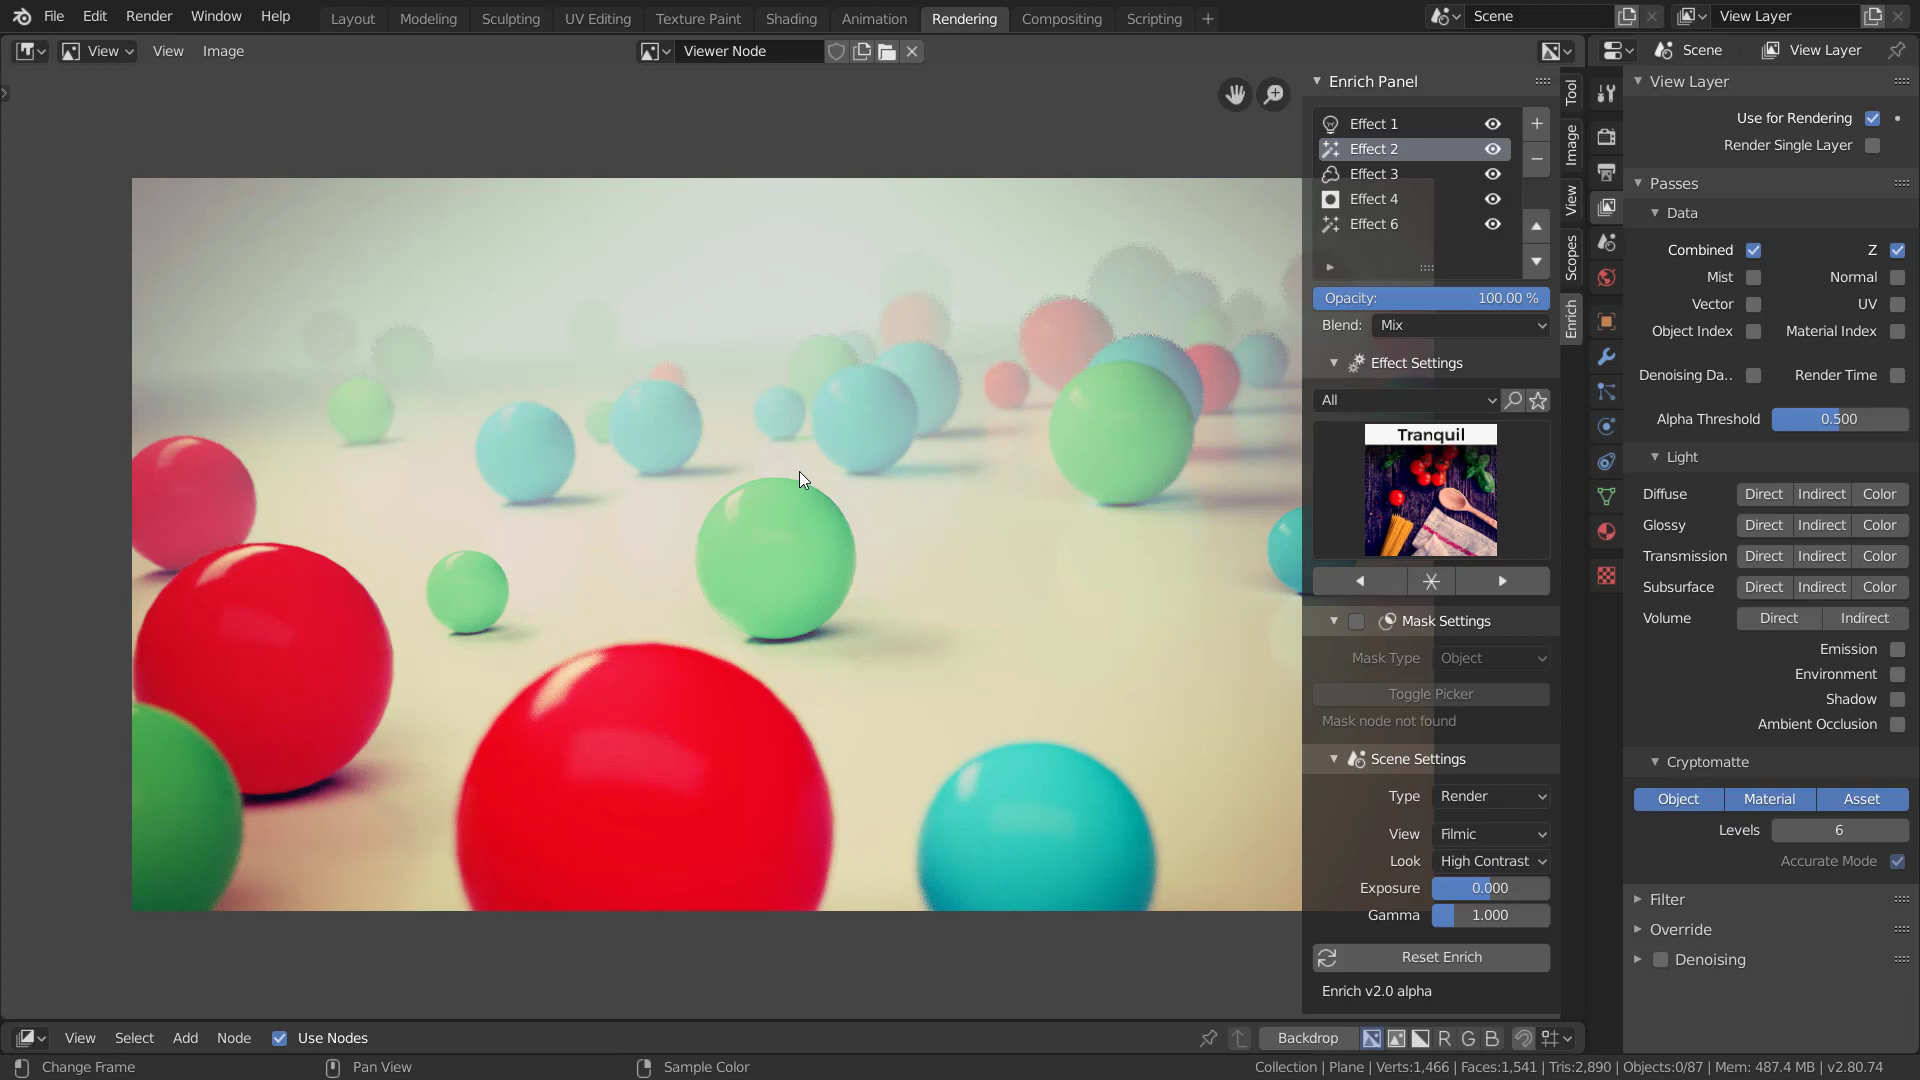 File Edit Render Window Help Layout Modeling Sculpting UV Editing Texture Paint Shading Animation Rendering Compositing Scripting + Scene View Layer
View View Image Viewer Node Scene View Layer
Enrich Panel
Effect 1
Effect 2
Effect 3
Effect 4
Effect 6
Opacity: 100.00 %
Blend: Mix
Effect Settings
All
Tranquil
Mask Settings
Mask Type Object
Toggle Picker
Mask node not found
Scene Settings
Type Render
View Filmic
Look High Contrast
Exposure 0.000
Gamma 1.000
Reset Enrich
Enrich v2.0 alpha
Tool
Image
View
Scopes
Enrich
View Layer
Use for Rendering
Render Single Layer
Passes
Data
Combined Z
Mist Normal
Vector UV
Object Index Material Index
Denoising Da.. Render Time
Alpha Threshold 0.500
Light
Diffuse Direct Indirect Color
Glossy Direct Indirect Color
Transmission Direct Indirect Color
Subsurface Direct Indirect Color
Volume Direct Indirect
Emission
Environment
Shadow
Ambient Occlusion
Cryptomatte
Object Material Asset
Levels 6
Accurate Mode
Filter
Override
Denoising
View Select Add Node Use Nodes Backdrop R G B
Change Frame Pan View Sample Color Collection | Plane | Verts:1,466 | Faces:1,541 | Tris:2,890 | Objects:0/87 | Mem: 487.4 MB | v2.80.74